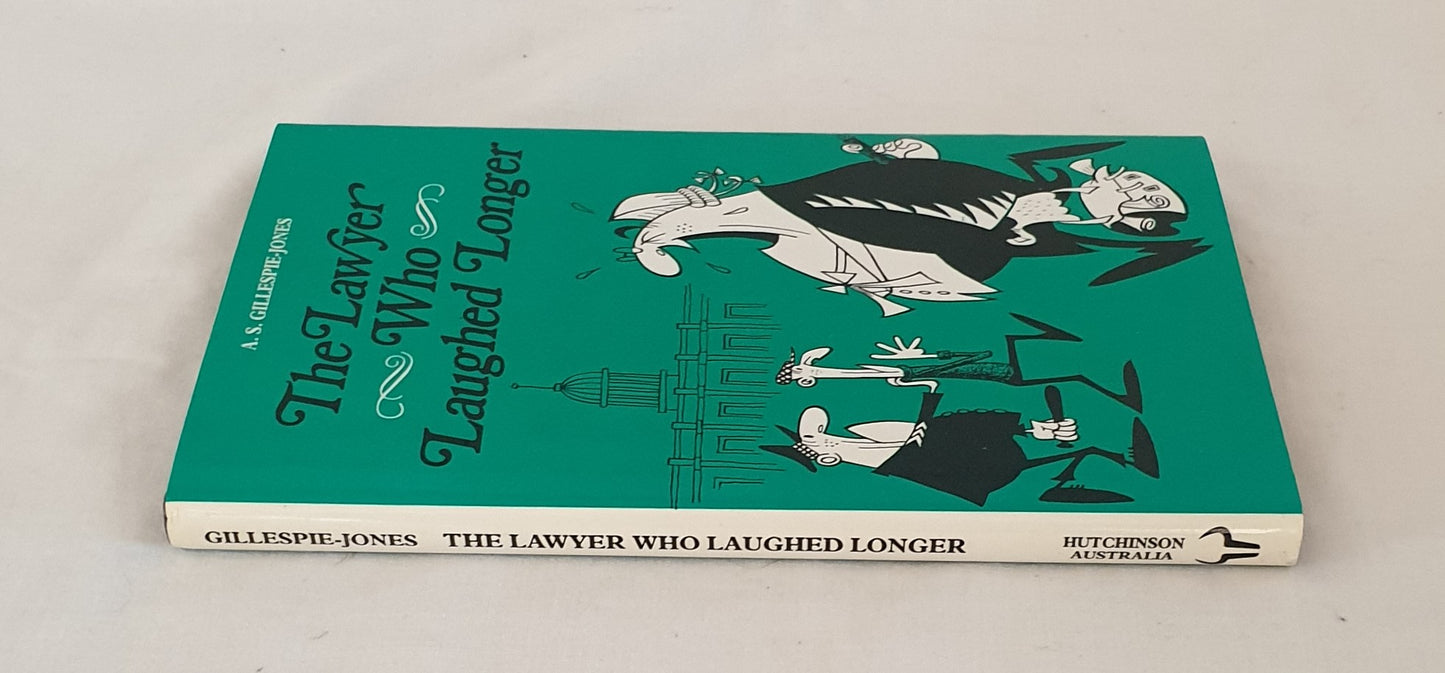 A. S. GILLESPIE-JONES
The Lawyer
Who
Laughed Longer
GILLESPIE-JONES THE LAWYER WHO LAUGHED LONGER HUTCHINSON
AUSTRALIA